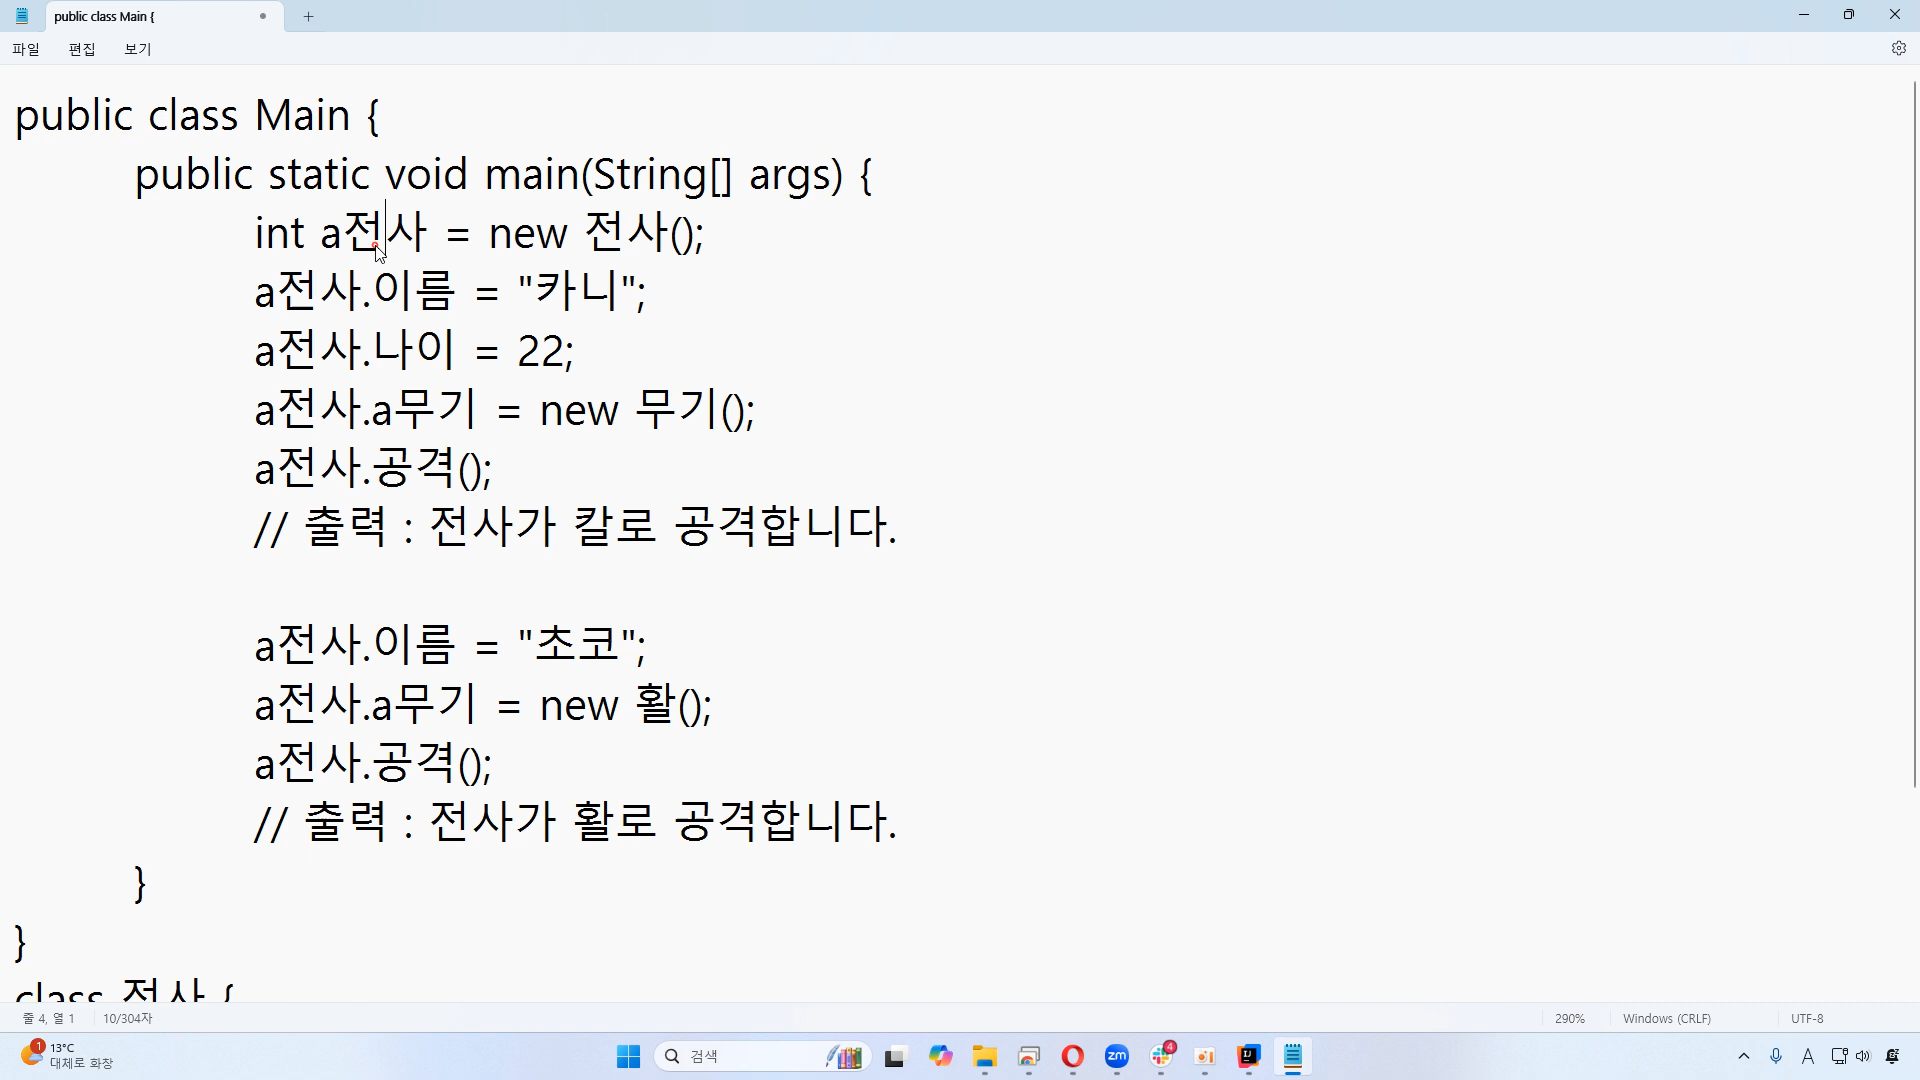 public class Main {
파일 편집 보기
public class Main {
public static void main(String[] args) {
int a전사 = new 전사();
a전사.이름 = "카니";
a전사.나이 = 22;
a전사.a무기 = new 무기();
a전사.공격();
// 출력 : 전사가 칼로 공격합니다.
a전사.이름 = "초코";
a전사.a무기 = new 활();
a전사.공격();
// 출력 : 전사가 활로 공격합니다.
}
}
class 전사 {
줄 4, 열 1 10/304자 290% Windows (CRLF) UTF-8
1 13°C
대체로 화창
검색
zm
4
A